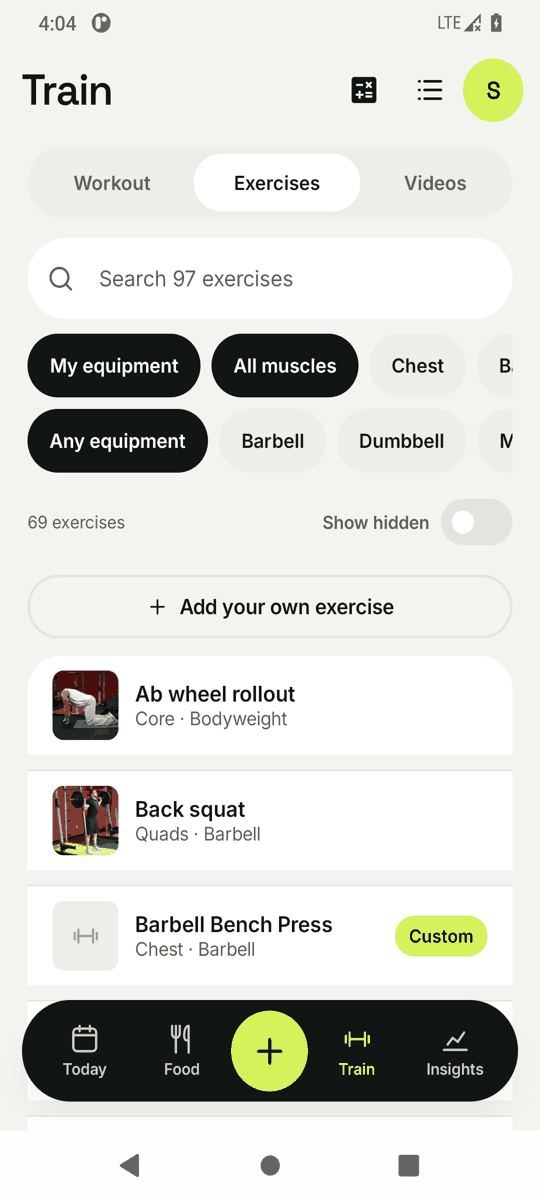 4:04
LTE
Train
S
Workout
Exercises
Videos
Search 97 exercises
My equipment
All muscles
Chest
Any equipment
Barbell
Dumbbell
69 exercises
Show hidden
+ Add your own exercise
Ab wheel rollout
Core · Bodyweight
Back squat
Quads · Barbell
Barbell Bench Press
Chest · Barbell
Custom
Today
Food
Train
Insights